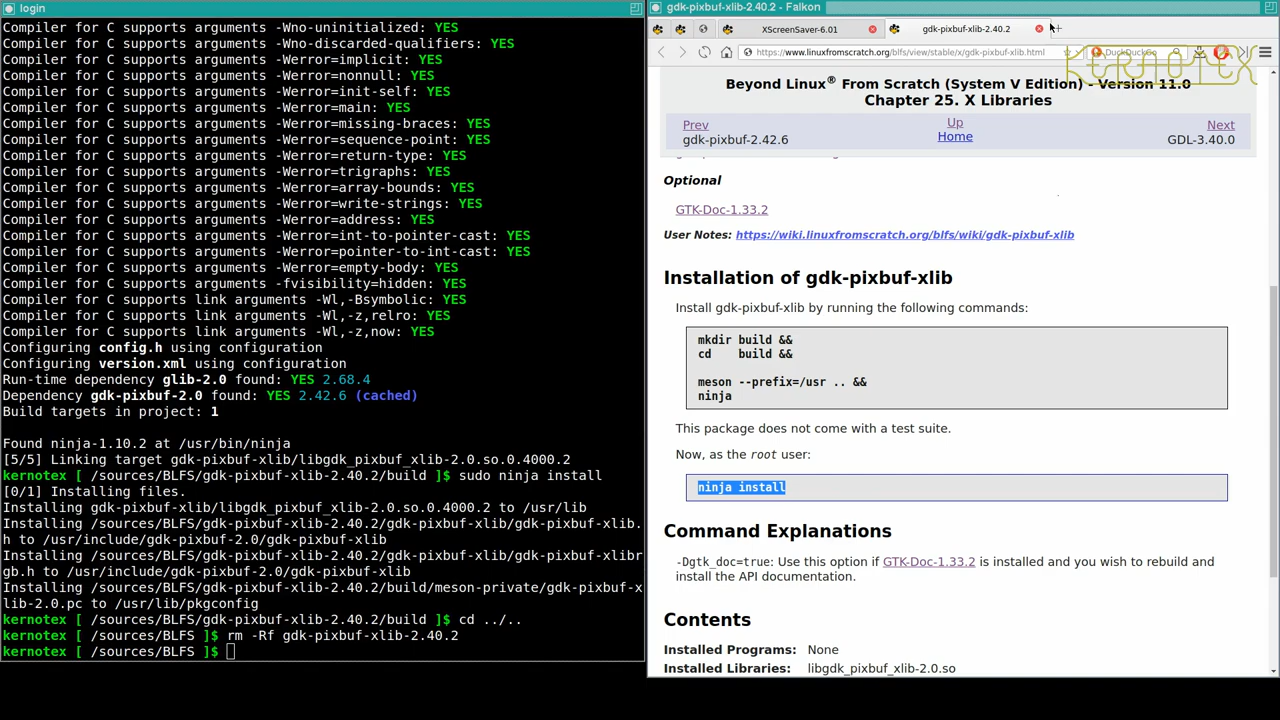 login
Compiler for C supports arguments -Wno-uninitialized: YES
Compiler for C supports arguments -Wno-discarded-qualifiers: YES
Compiler for C supports arguments -Werror=implicit: YES
Compiler for C supports arguments -Werror=nonnull: YES
Compiler for C supports arguments -Werror=init-self: YES
Compiler for C supports arguments -Werror=main: YES
Compiler for C supports arguments -Werror=missing-braces: YES
Compiler for C supports arguments -Werror=sequence-point: YES
Compiler for C supports arguments -Werror=return-type: YES
Compiler for C supports arguments -Werror=trigraphs: YES
Compiler for C supports arguments -Werror=array-bounds: YES
Compiler for C supports arguments -Werror=write-strings: YES
Compiler for C supports arguments -Werror=address: YES
Compiler for C supports arguments -Werror=int-to-pointer-cast: YES
Compiler for C supports arguments -Werror=pointer-to-int-cast: YES
Compiler for C supports arguments -Werror=empty-body: YES
Compiler for C supports arguments -fvisibility=hidden: YES
Compiler for C supports link arguments -Wl,-Bsymbolic: YES
Compiler for C supports link arguments -Wl,-z,relro: YES
Compiler for C supports link arguments -Wl,-z,now: YES
Configuring config.h using configuration
Configuring version.xml using configuration
Run-time dependency glib-2.0 found: YES 2.68.4
Dependency gdk-pixbuf-2.0 found: YES 2.42.6 (cached)
Build targets in project: 1
Found ninja-1.10.2 at /usr/bin/ninja
[5/5] Linking target gdk-pixbuf-xlib/libgdk_pixbuf_xlib-2.0.so.0.4000.2
kernotex [ /sources/BLFS/gdk-pixbuf-xlib-2.40.2/build ]$ sudo ninja install
[0/1] Installing files.
Installing gdk-pixbuf-xlib/libgdk_pixbuf_xlib-2.0.so.0.4000.2 to /usr/lib
Installing /sources/BLFS/gdk-pixbuf-xlib-2.40.2/gdk-pixbuf-xlib/gdk-pixbuf-xlib.
h to /usr/include/gdk-pixbuf-2.0/gdk-pixbuf-xlib
Installing /sources/BLFS/gdk-pixbuf-xlib-2.40.2/gdk-pixbuf-xlib/gdk-pixbuf-xlibr
gb.h to /usr/include/gdk-pixbuf-2.0/gdk-pixbuf-xlib
Installing /sources/BLFS/gdk-pixbuf-xlib-2.40.2/build/meson-private/gdk-pixbuf-x
lib-2.0.pc to /usr/lib/pkgconfig
kernotex [ /sources/BLFS/gdk-pixbuf-xlib-2.40.2/build ]$ cd ../..
kernotex [ /sources/BLFS ]$ rm -Rf gdk-pixbuf-xlib-2.40.2
kernotex [ /sources/BLFS ]$
gdk-pixbuf-xlib-2.40.2 - Falkon
XScreenSaver-6.01 gdk-pixbuf-xlib-2.40.2
https://www.linuxfromscratch.org/blfs/view/stable/x/gdk-pixbuf-xlib.html DuckDuckGo
KERNOTEX
Beyond Linux® From Scratch (System V Edition) - Version 11.0
Chapter 25. X Libraries
Prev Up Next
gdk-pixbuf-2.42.6 Home GDL-3.40.0
Optional
GTK-Doc-1.33.2
User Notes: https://wiki.linuxfromscratch.org/blfs/wiki/gdk-pixbuf-xlib
Installation of gdk-pixbuf-xlib
Install gdk-pixbuf-xlib by running the following commands:
mkdir build &&
cd    build &&
meson --prefix=/usr .. &&
ninja
This package does not come with a test suite.
Now, as the root user:
ninja install
Command Explanations
-Dgtk_doc=true: Use this option if GTK-Doc-1.33.2 is installed and you wish to rebuild and
install the API documentation.
Contents
Installed Programs: None
Installed Libraries: libgdk_pixbuf_xlib-2.0.so